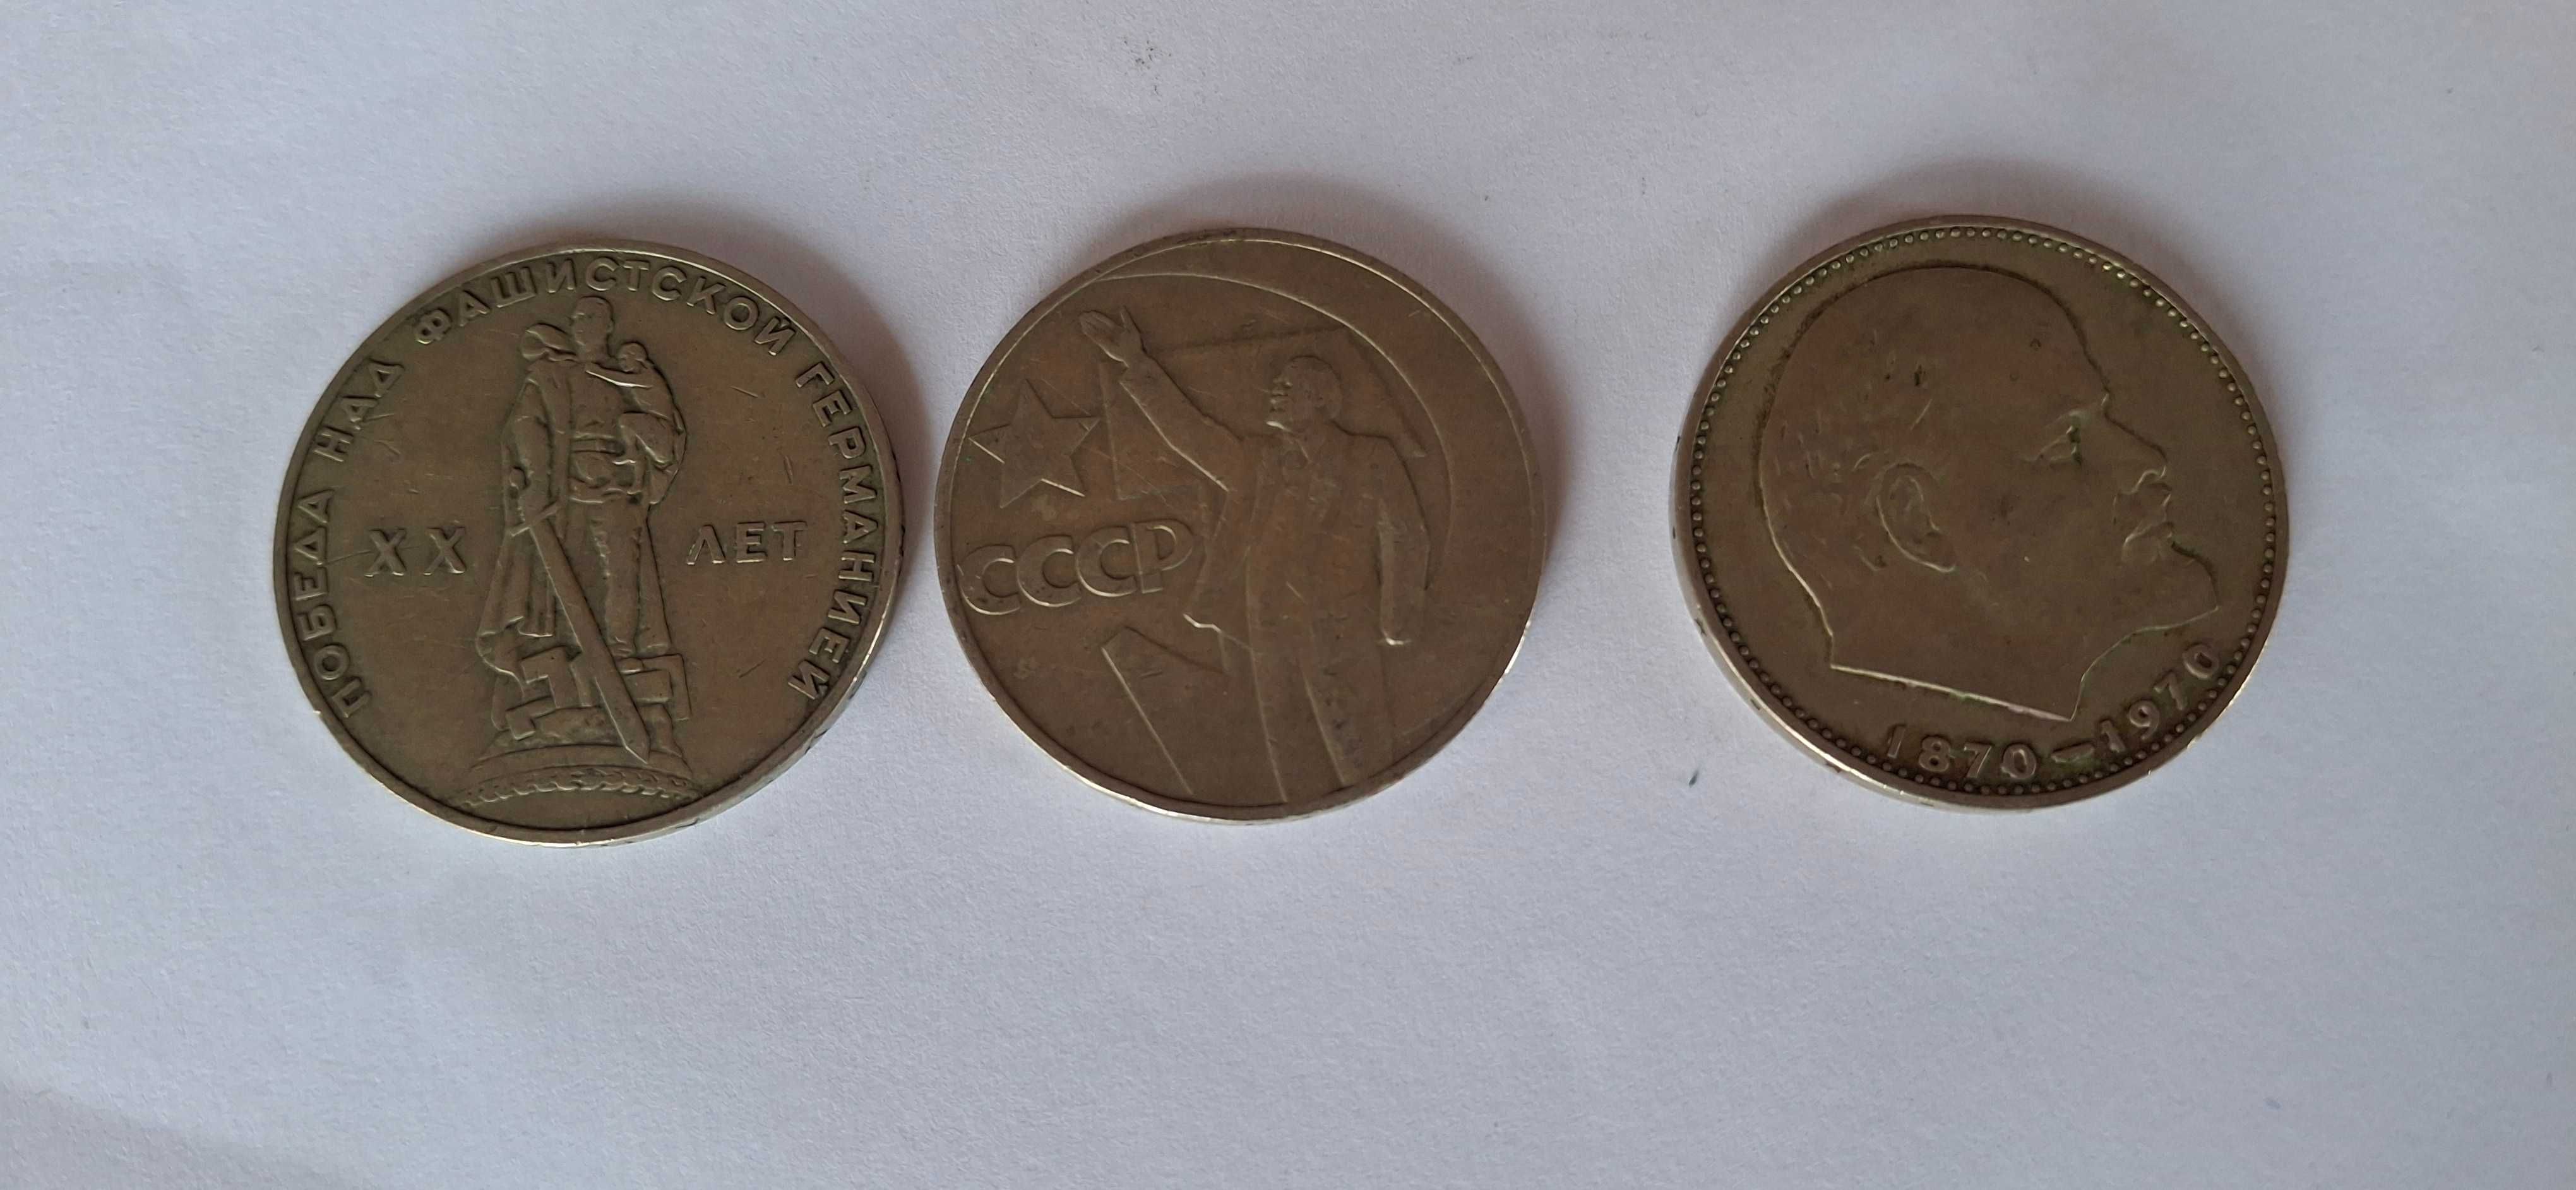 ПОБЕДА НАД ФАШИСТСКОЙ ГЕРМАНИЕЙ
XX ЛЕТ
СССР
1870–1970